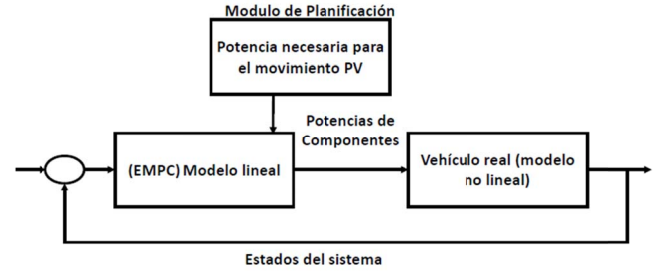 Modulo de Planificación
Potencia necesaria para
el movimiento PV
Potencias de
Componentes
(EMPC) Modelo lineal
Vehículo real (modelo
no lineal)
Estados del sistema